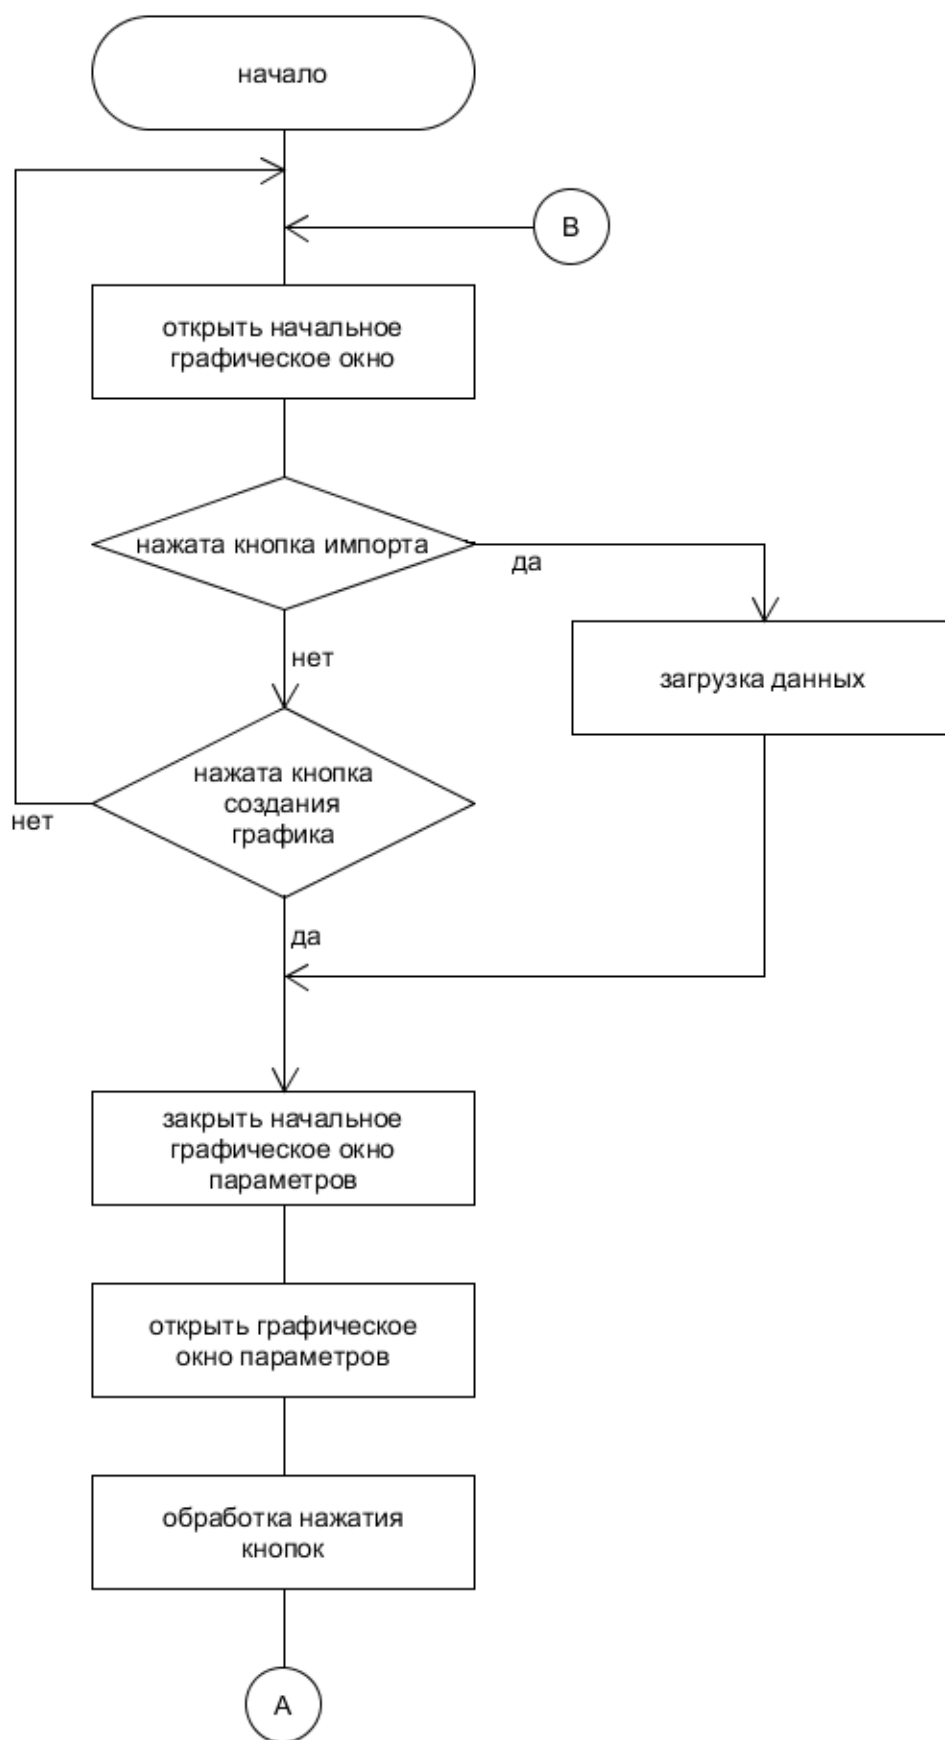 начало
B
открыть начальное
графическое окно
нажата кнопка импорта
да
нет
загрузка данных
нажата кнопка
создания
графика
нет
да
закрыть начальное
графическое окно
параметров
открыть графическое
окно параметров
обработка нажатия
кнопок
A